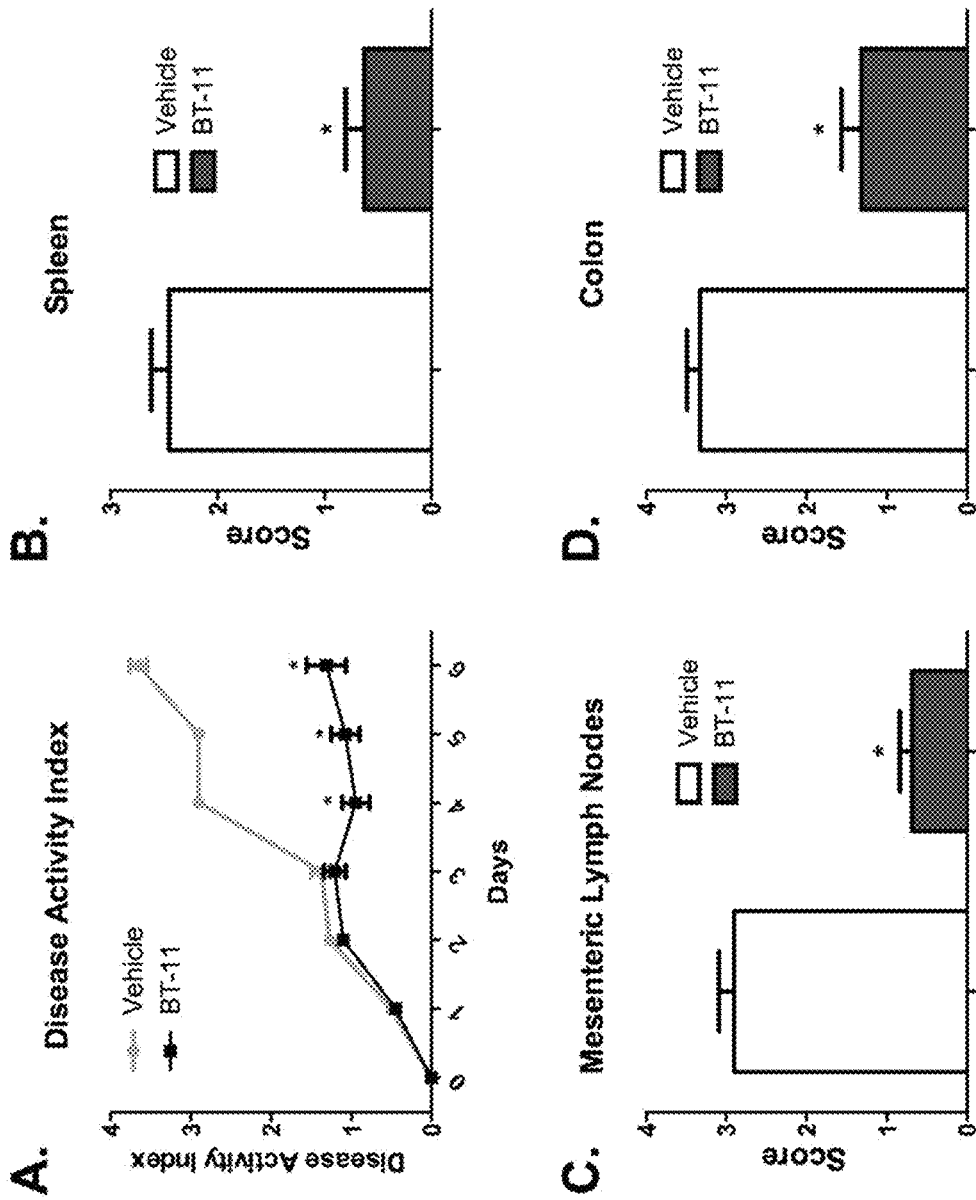 A.
Disease Activity Index
Vehicle
BT-11
Disease Activity Index
4
3
2
1
0
0 1 2 3 4 5 6
Days
* * *
B.
Spleen
Vehicle
BT-11
Score
3
2
1
0
*
C.
Mesenteric Lymph Nodes
Vehicle
BT-11
Score
4
3
2
1
0
*
D.
Colon
Vehicle
BT-11
Score
4
3
2
1
0
*